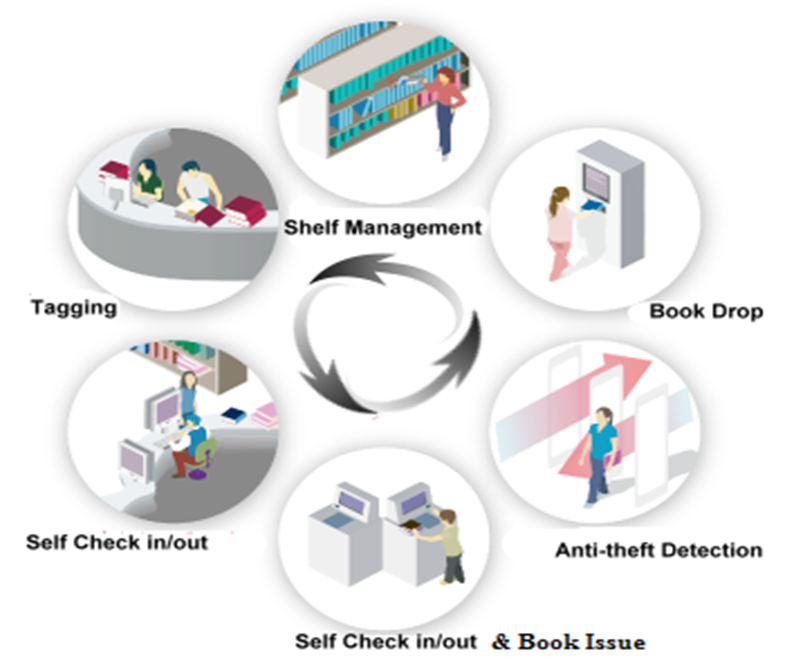 Shelf Management
Tagging
Book Drop
Self Check in/out
Anti-theft Detection
Self Check in/out & Book Issue